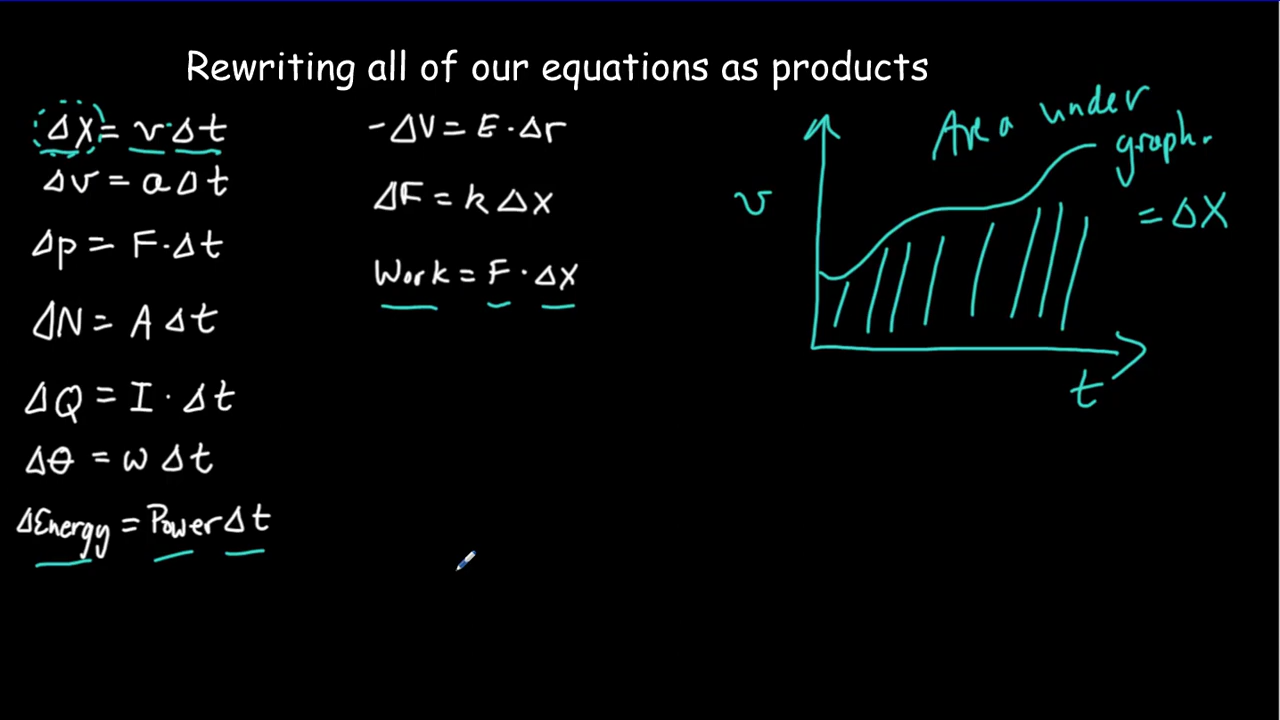 Rewriting all of our equations as products
ΔX = v·Δt
Δv = aΔt
Δp = F·Δt
ΔN = AΔt
ΔQ = I·Δt
Δθ = ωΔt
ΔEnergy = PowerΔt
-ΔV = E·Δr
ΔF = kΔx
Work = F·Δx
Area under
graph.
= ΔX
v
t